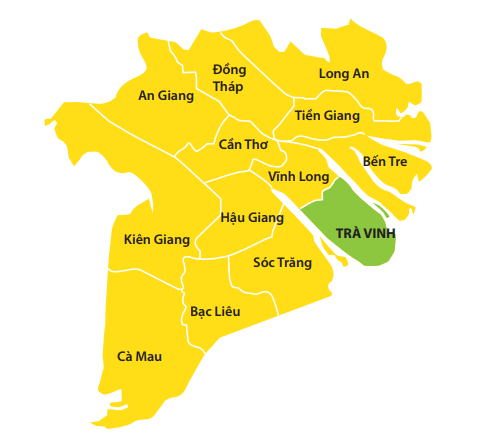 Đồng
Tháp
Long An
An Giang
Tiền Giang
Cần Thơ
Bến Tre
Vĩnh Long
Hậu Giang
TRÀ VINH
Kiên Giang
Sóc Trăng
Bạc Liêu
Cà Mau